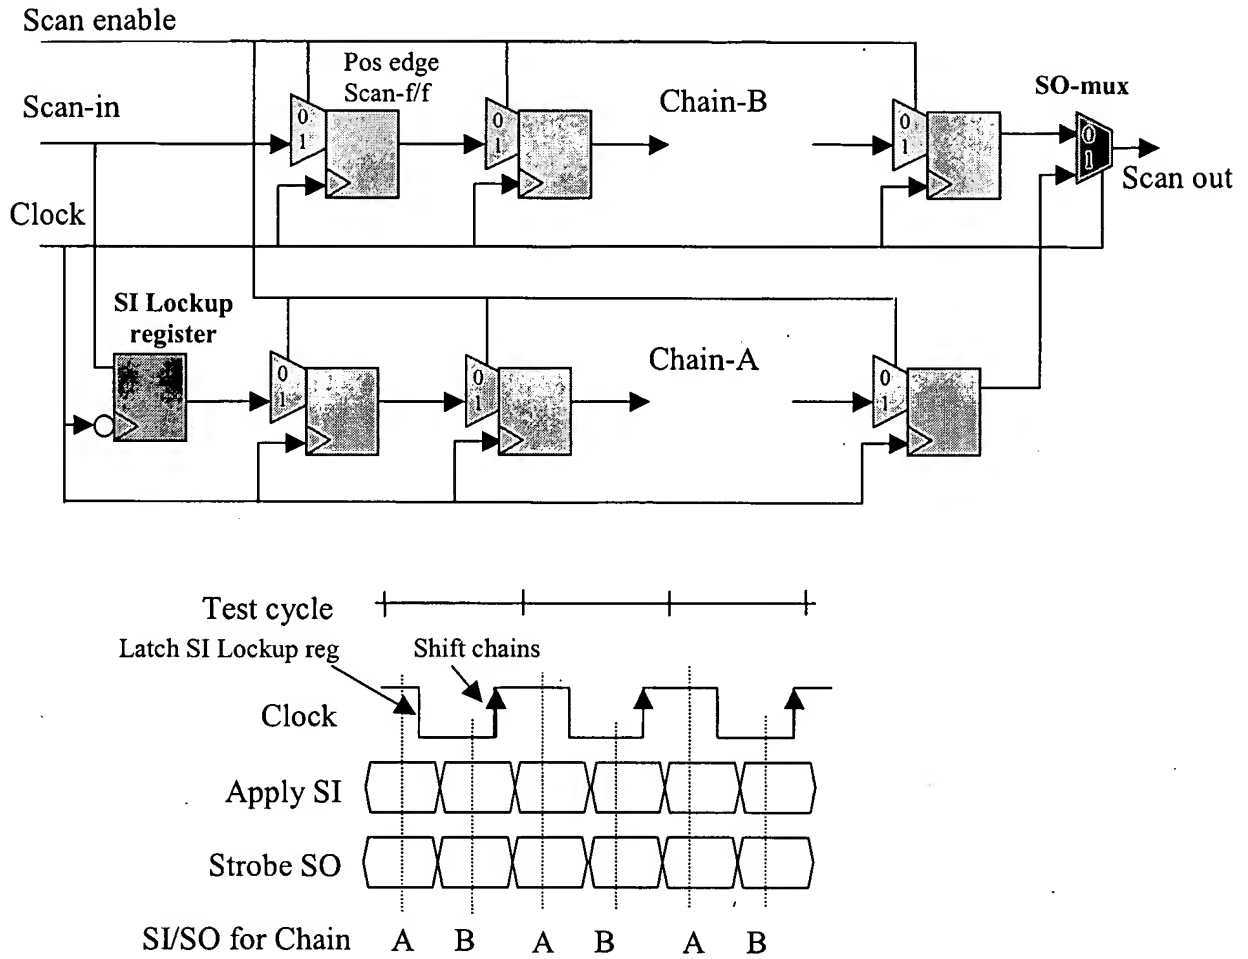 Scan enable
Pos edge
Scan-f/f
Scan-in
Chain-B
SO-mux
0
1
0
1
0
1
0
1
Scan out
Clock
SI Lockup
register
Chain-A
0
1
0
1
0
1
Test cycle
Latch SI Lockup reg
Shift chains
Clock
Apply SI
Strobe SO
SI/SO for Chain A B A B A B